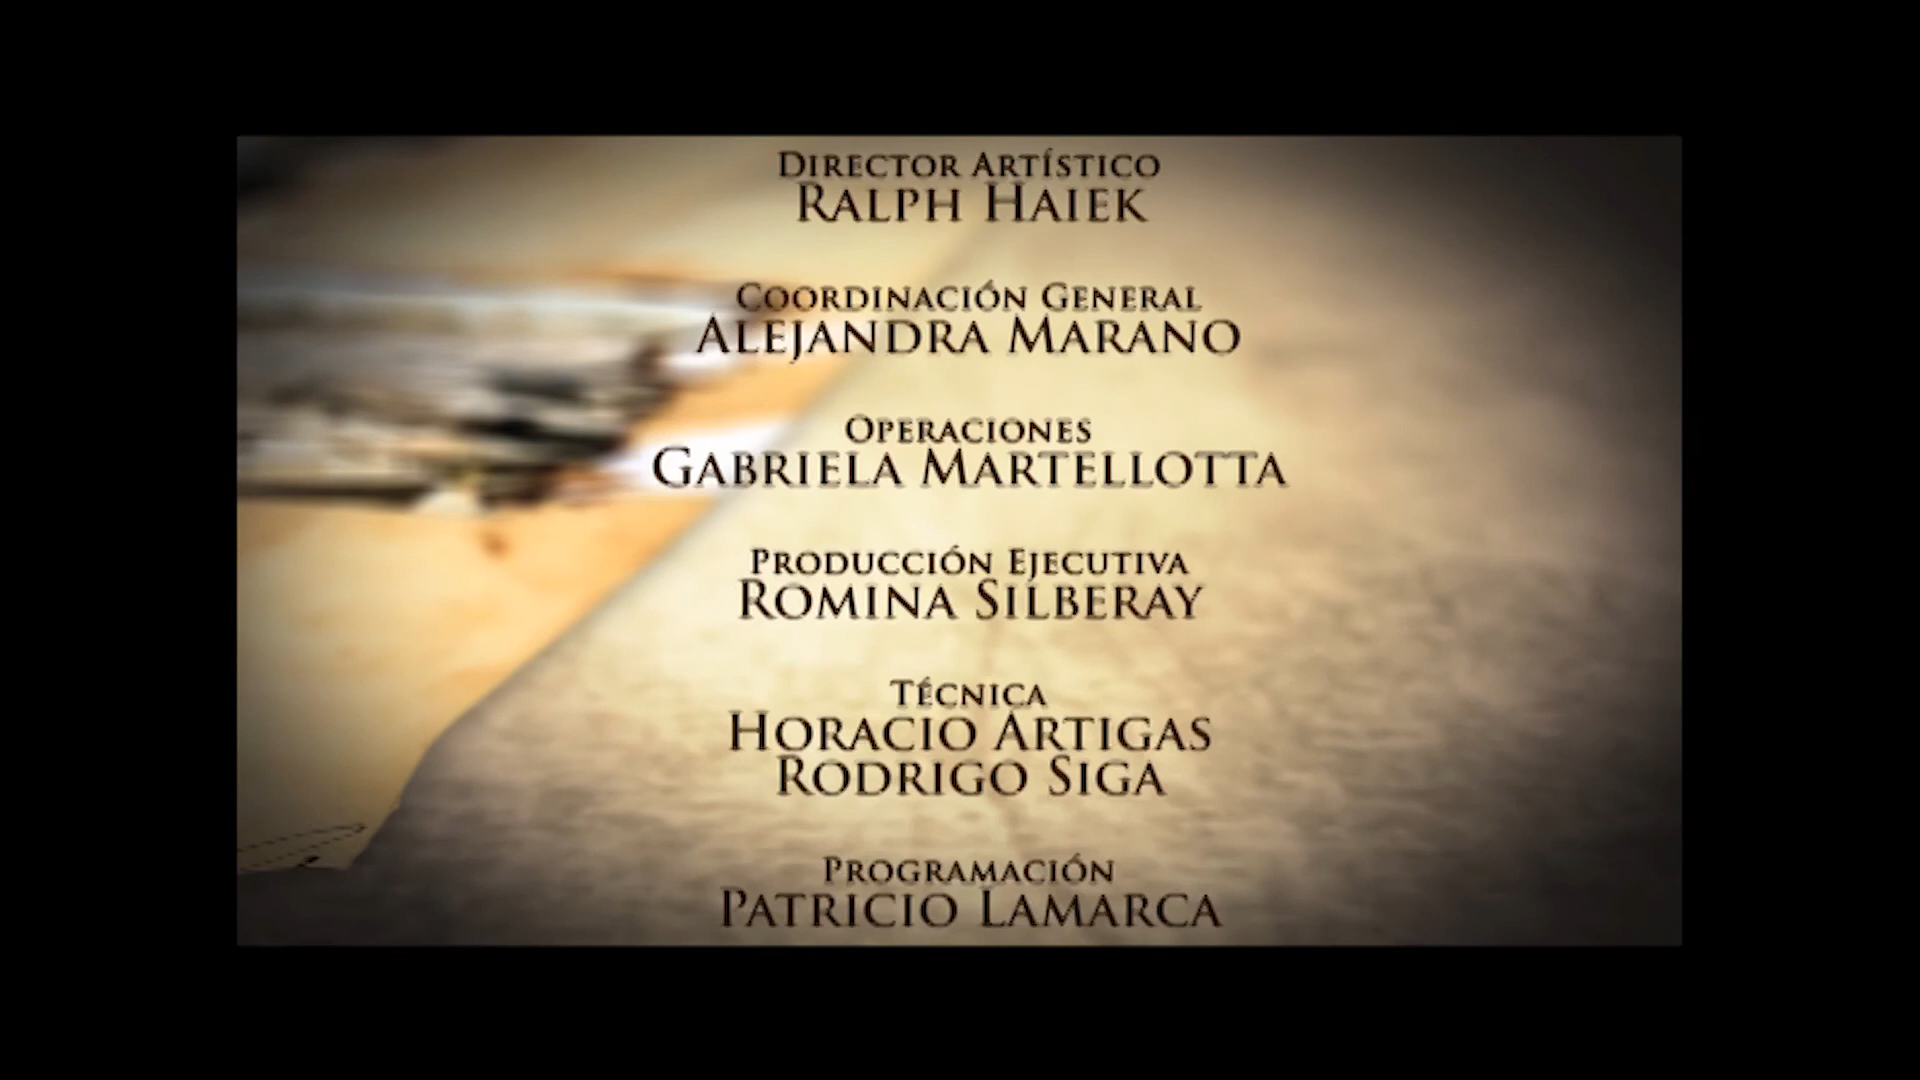 Director Artístico
Ralph Haiek
Coordinación General
Alejandra Marano
Operaciones
Gabriela Martellotta
Producción Ejecutiva
Romina Silberay
Técnica
Horacio Artigas
Rodrigo Siga
Programación
Patricio Lamarca